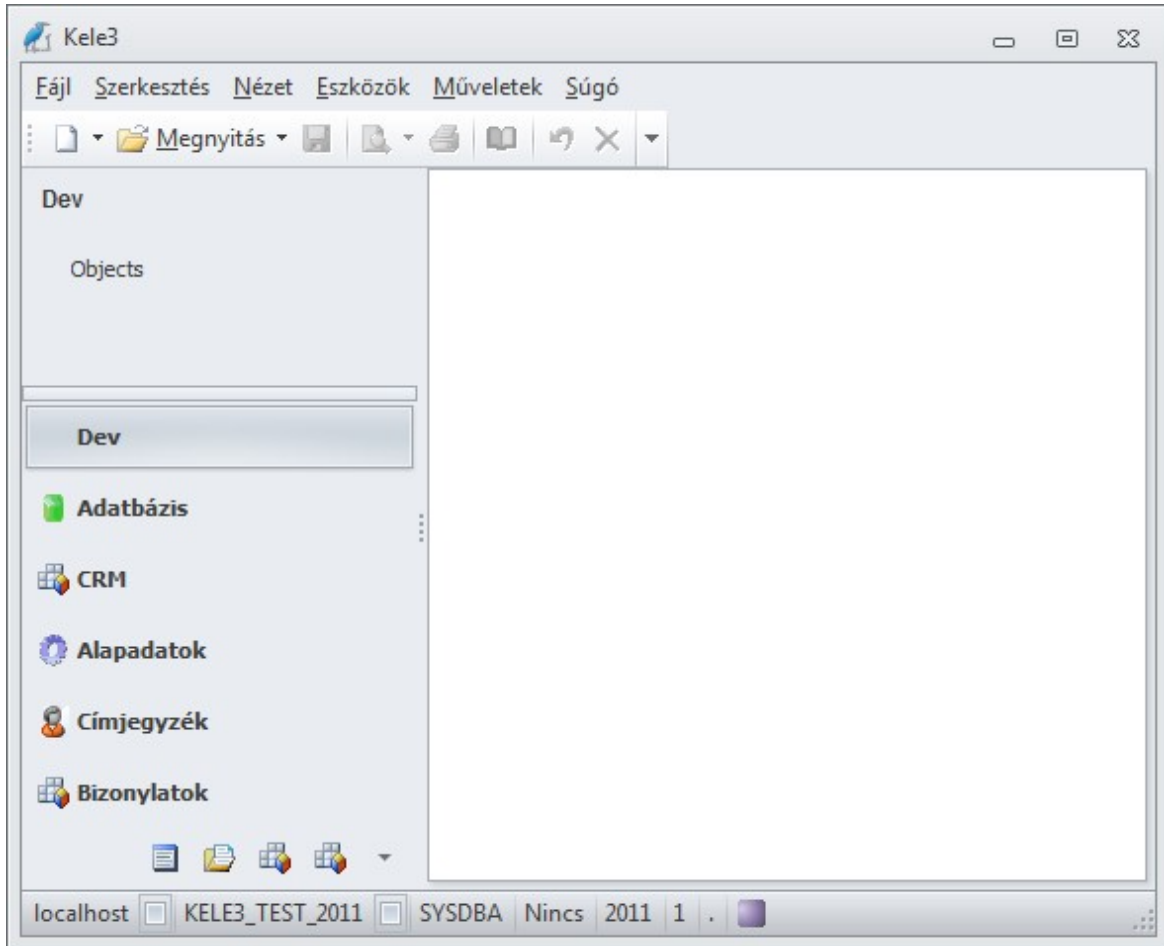 Kele3
Fájl Szerkesztés Nézet Eszközök Műveletek Súgó
Megnyitás
Dev
Objects
Dev
Adatbázis
CRM
Alapadatok
Címjegyzék
Bizonylatok
localhost KELE3_TEST_2011 SYSDBA Nincs 2011 1 .